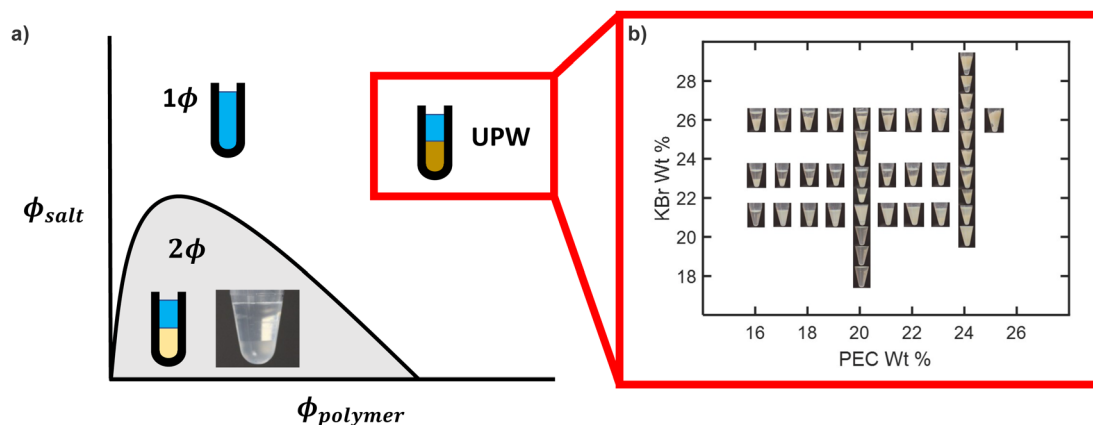 a)
1ϕ
UPW
ϕsalt
2ϕ
ϕpolymer
b)
KBr Wt %
28
26
24
22
20
18
16 18 20 22 24 26
PEC Wt %